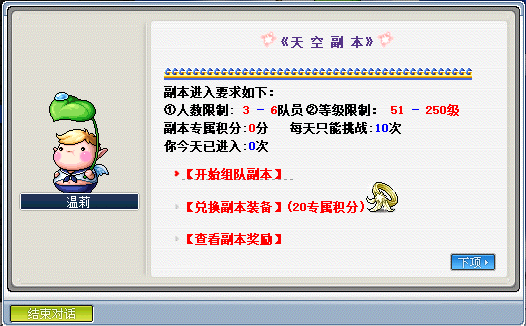 《天 空 副 本》
副本进入要求如下：
①人数限制: 3 - 6队员②等级限制: 51 - 250级
副本专属积分:0分 每天只能挑战:10次
你今天已进入:0次
【开始组队副本】
【兑换副本装备】(20专属积分)
【查看副本奖励】
温莉
下项
结束对话